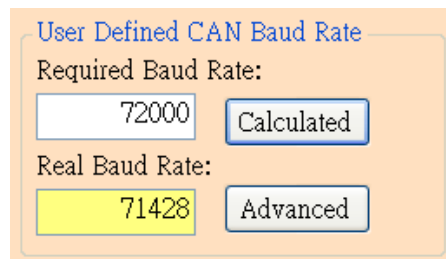 User Defined CAN Baud Rate
Required Baud Rate:
72000 Calculated
Real Baud Rate:
71428 Advanced